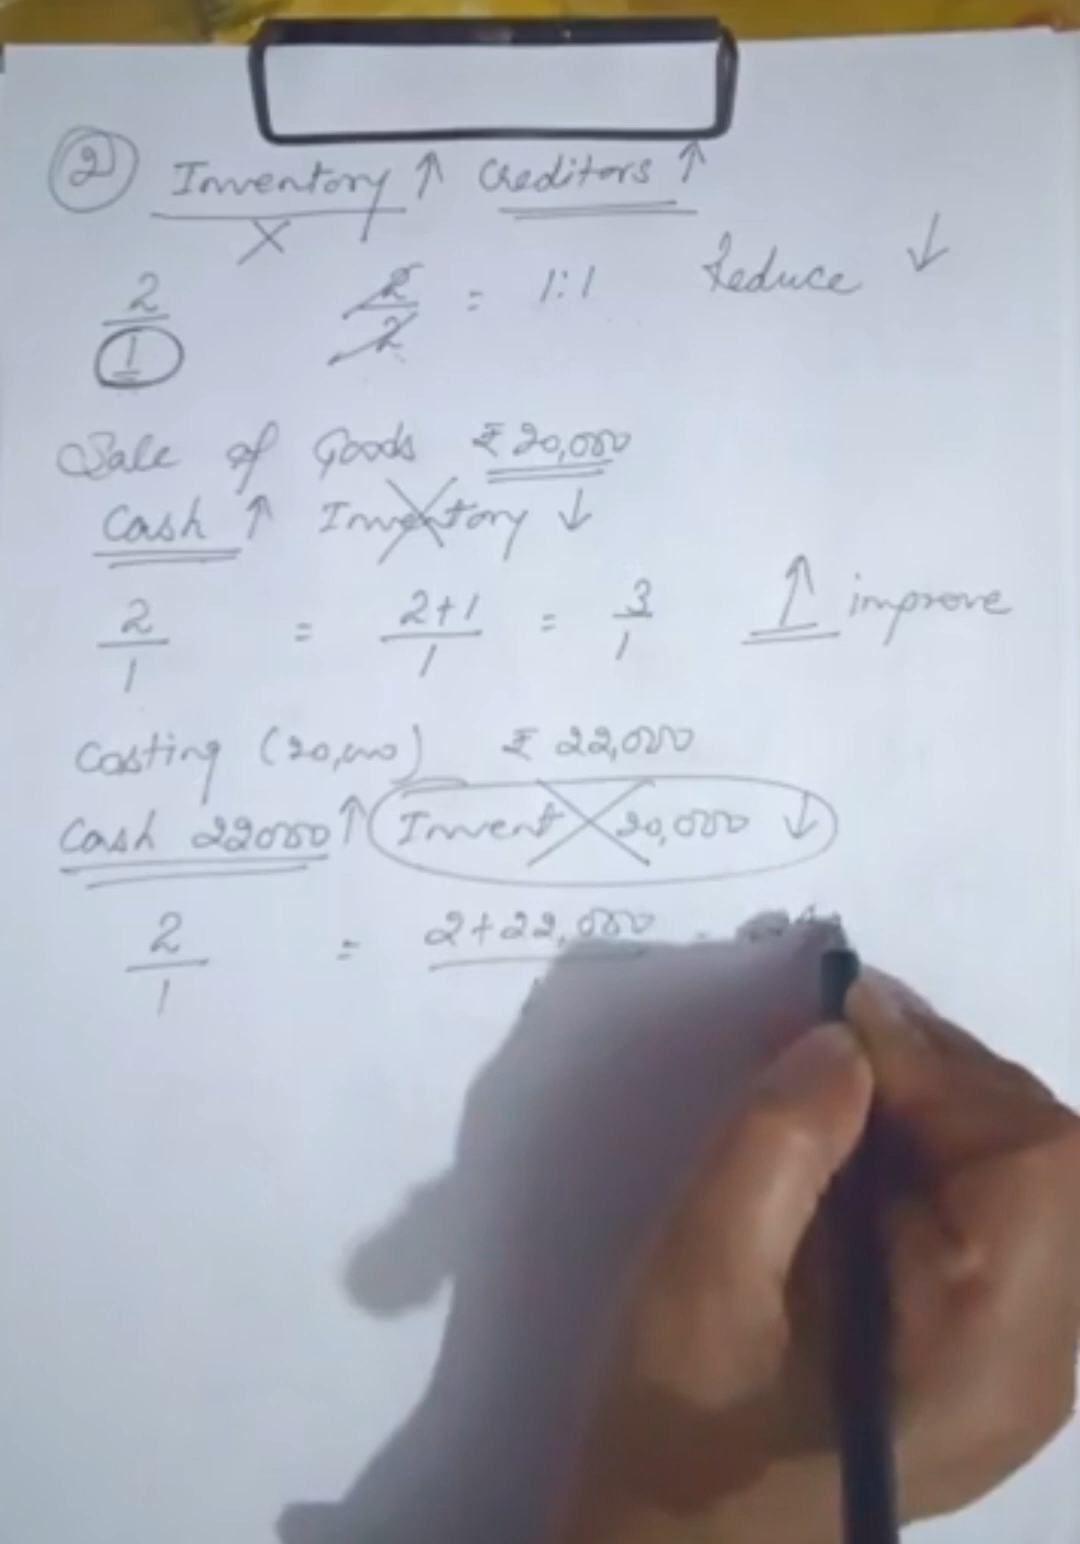 ② Inventory ↑ Creditors ↑
X
2/1 2/2 = 1:1 Reduce ↓
Sale of Goods ₹20,000
Cash ↑ Inventory ↓
2/1 = 2+1/1 = 3/1 ↑ improve
Costing (20,000) ₹ 22,000
Cash 22000 ↑ Invent 20,000 ↓
2/1 = 2+22,000